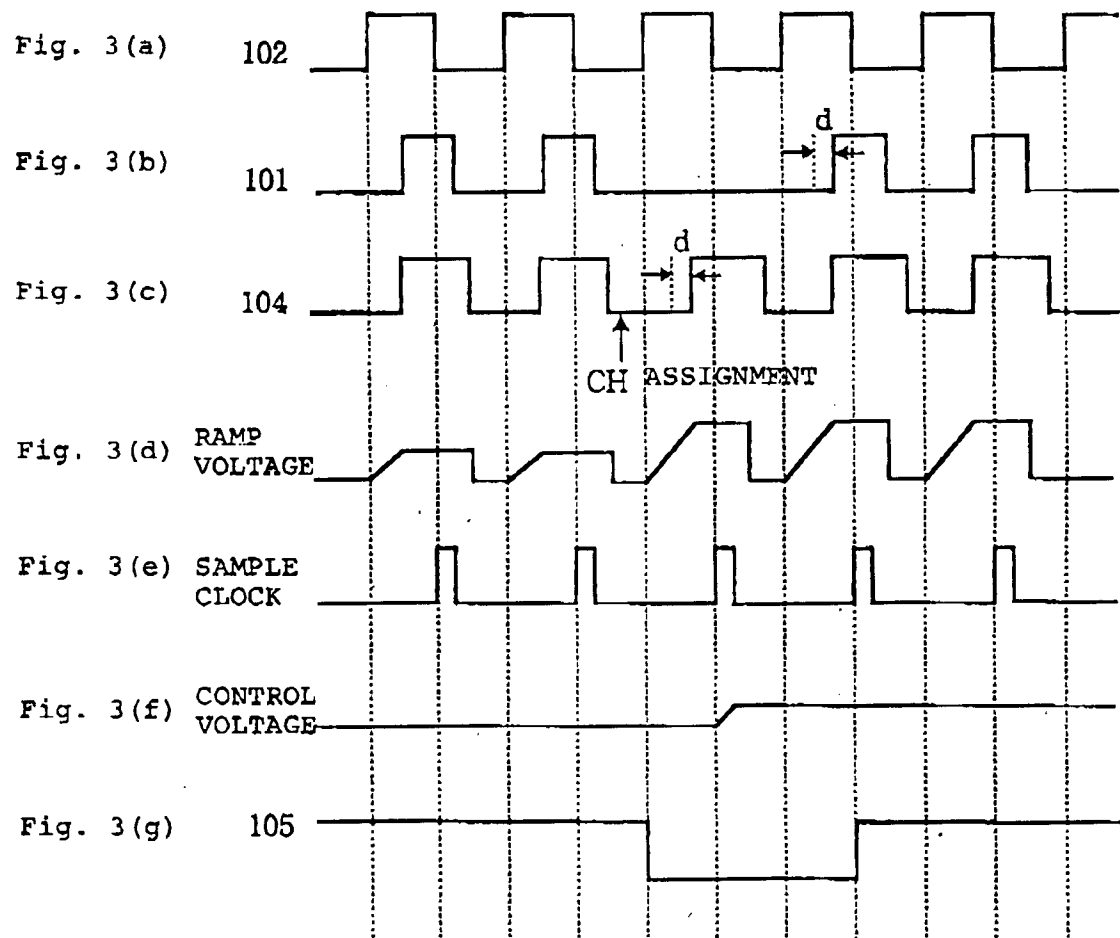 Fig. 3(a) 102
Fig. 3(b) 101 d
Fig. 3(c) 104 d
CH ASSIGNMENT
Fig. 3(d) RAMP
VOLTAGE
Fig. 3(e) SAMPLE
CLOCK
Fig. 3(f) CONTROL
VOLTAGE
Fig. 3(g) 105